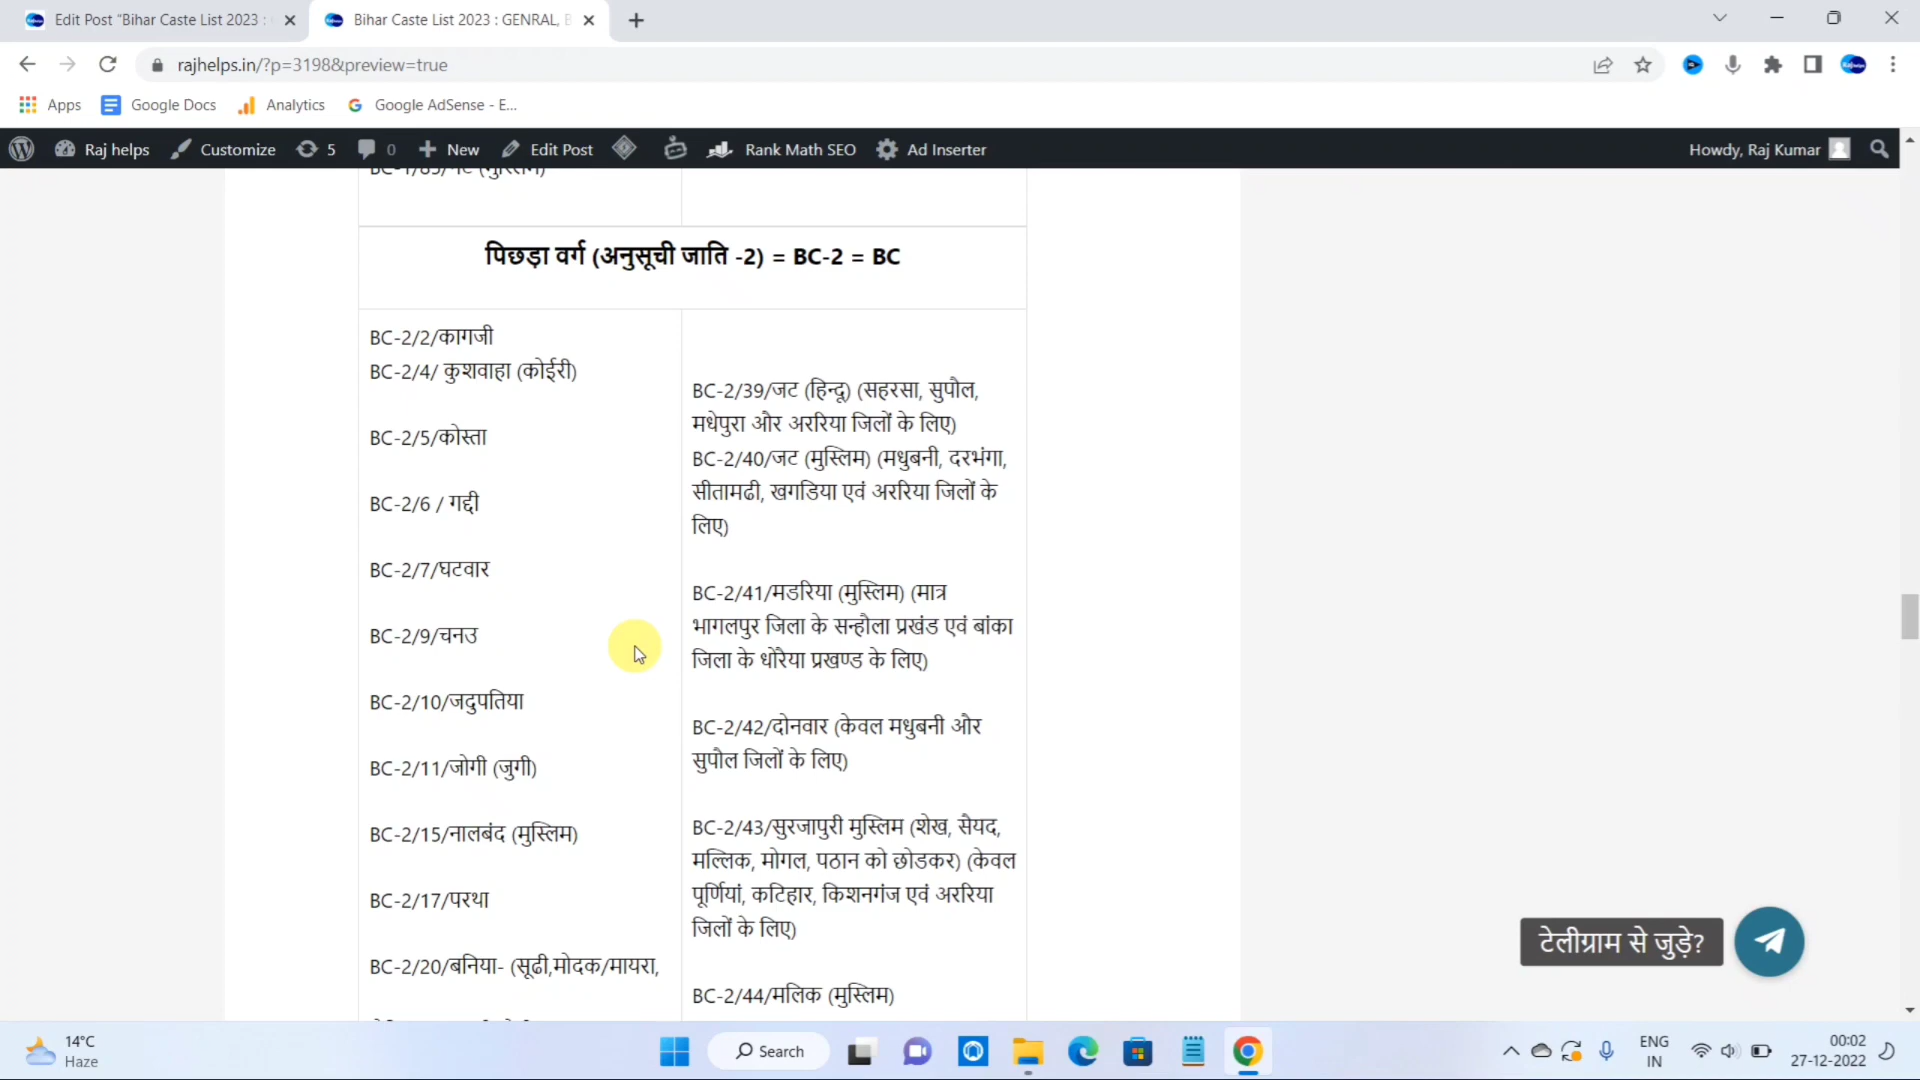 Edit Post "Bihar Caste List 2023 :
Bihar Caste List 2023 : GENRAL, B
rajhelps.in/?p=3198&preview=true
Apps
Google Docs
Analytics
Google AdSense - E...
Raj helps
Customize
5
0
New
Edit Post
Rank Math SEO
Ad Inserter
Howdy, Raj Kumar
पिछड़ा वर्ग (अनुसूची जाति -2) = BC-2 = BC
BC-2/2/कागजी
BC-2/4/ कुशवाहा (कोईरी)
BC-2/5/कोस्ता
BC-2/6 / गद्दी
BC-2/7/घटवार
BC-2/9/चनउ
BC-2/10/जदुपतिया
BC-2/11/जोगी (जुगी)
BC-2/15/नालबंद (मुस्लिम)
BC-2/17/परथा
BC-2/20/बनिया- (सूढी,मोदक/मायरा,
BC-2/39/जट (हिन्दू) (सहरसा, सुपौल,
मधेपुरा और अररिया जिलों के लिए)
BC-2/40/जट (मुस्लिम) (मधुबनी, दरभंगा,
सीतामढी, खगडिया एवं अररिया जिलों के
लिए)
BC-2/41/मडरिया (मुस्लिम) (मात्र
भागलपुर जिला के सन्हौला प्रखंड एवं बांका
जिला के धोरैया प्रखण्ड के लिए)
BC-2/42/दोनवार (केवल मधुबनी और
सुपौल जिलों के लिए)
BC-2/43/सुरजापुरी मुस्लिम (शेख, सैयद,
मल्लिक, मोगल, पठान को छोडकर) (केवल
पूर्णियां, कटिहार, किशनगंज एवं अररिया
जिलों के लिए)
BC-2/44/मलिक (मुस्लिम)
टेलीग्राम से जुड़े?
14°C
Haze
Search
ENG
IN
00:02
27-12-2022